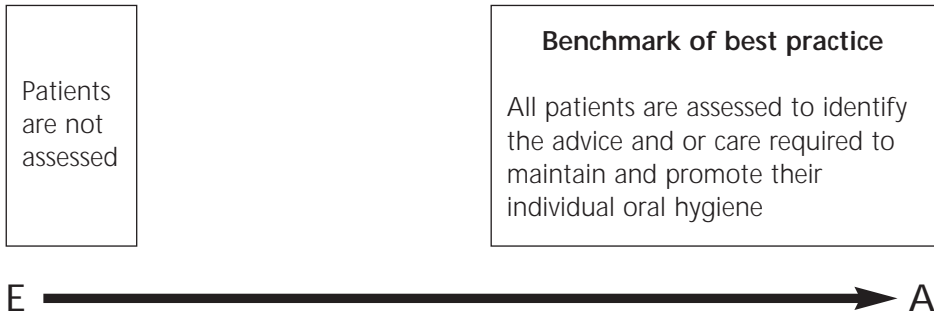 Patients
are not
assessed
Benchmark of best practice
All patients are assessed to identify
the advice and or care required to
maintain and promote their
individual oral hygiene
E
A